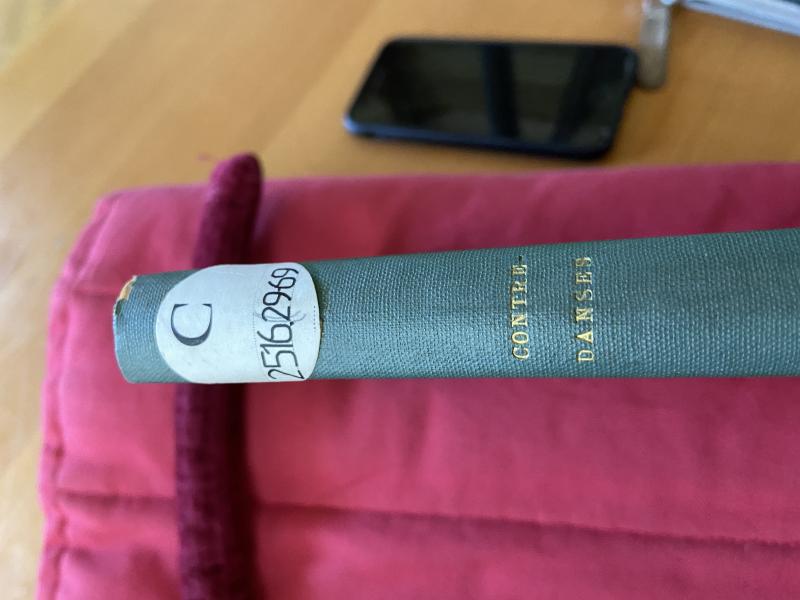 C
2516.2969
CONTRE-
DANSES